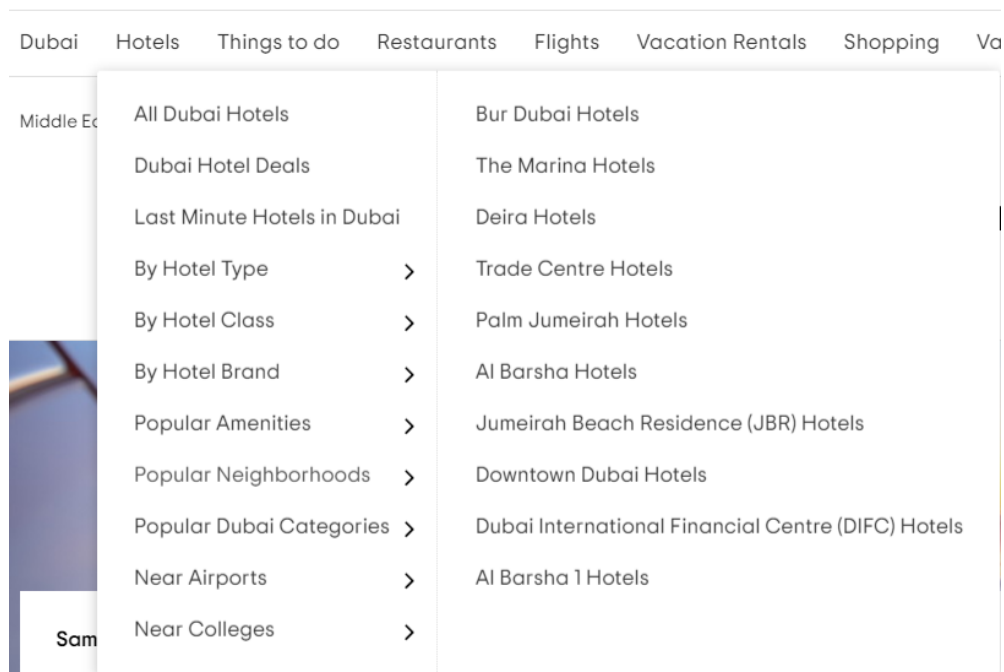 Dubai Hotels Things to do Restaurants Flights Vacation Rentals Shopping
Middle
All Dubai Hotels
Dubai Hotel Deals
Last Minute Hotels in Dubai
By Hotel Type
By Hotel Class
By Hotel Brand
Popular Amenities
Popular Neighborhoods
Popular Dubai Categories
Near Airports
Near Colleges
Bur Dubai Hotels
The Marina Hotels
Deira Hotels
Trade Centre Hotels
Palm Jumeirah Hotels
Al Barsha Hotels
Jumeirah Beach Residence (JBR) Hotels
Downtown Dubai Hotels
Dubai International Financial Centre (DIFC) Hotels
Al Barsha 1 Hotels
Sam